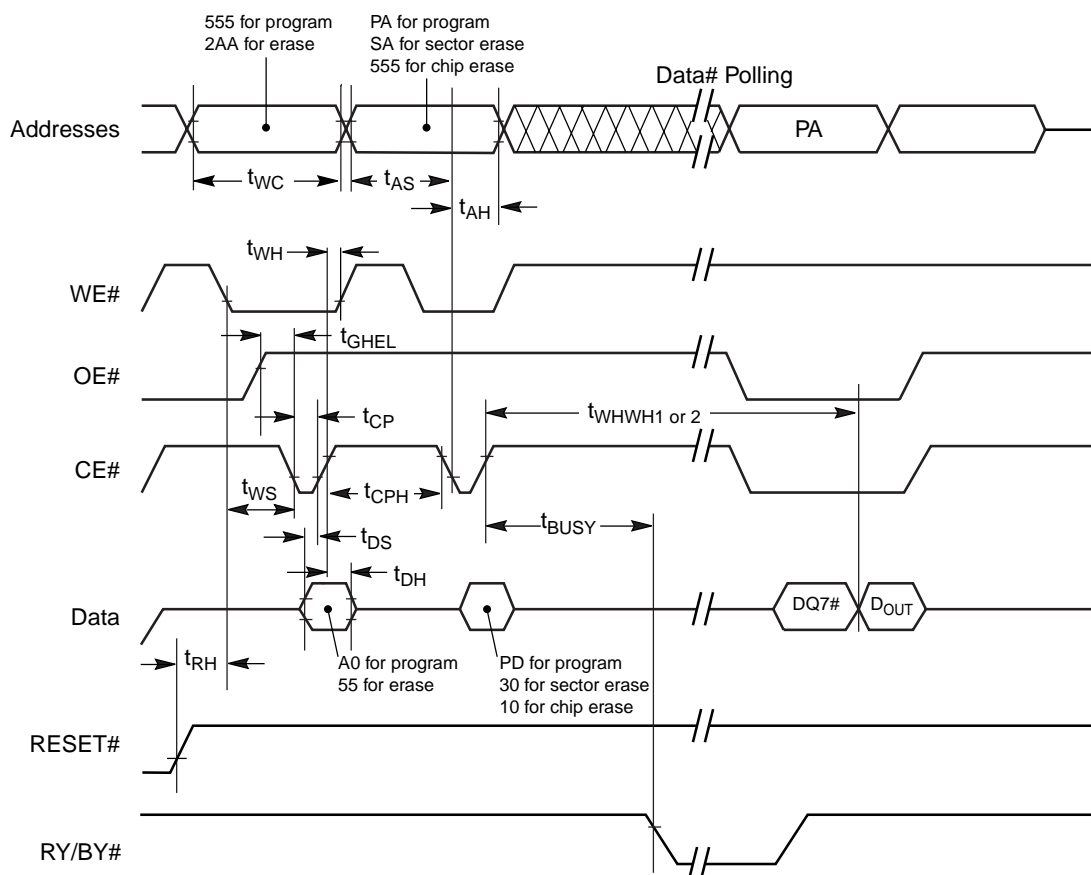 555 for program
2AA for erase
PA for program
SA for sector erase
555 for chip erase
Data# Polling
Addresses
PA
tWC
tAS
tAH
tWH
WE#
tGHEL
OE#
tWHWH1 or 2
tCP
CE#
tWS
tCPH
tBUSY
tDS
tDH
Data
DQ7#
DOUT
tRH
A0 for program
55 for erase
PD for program
30 for sector erase
10 for chip erase
RESET#
RY/BY#